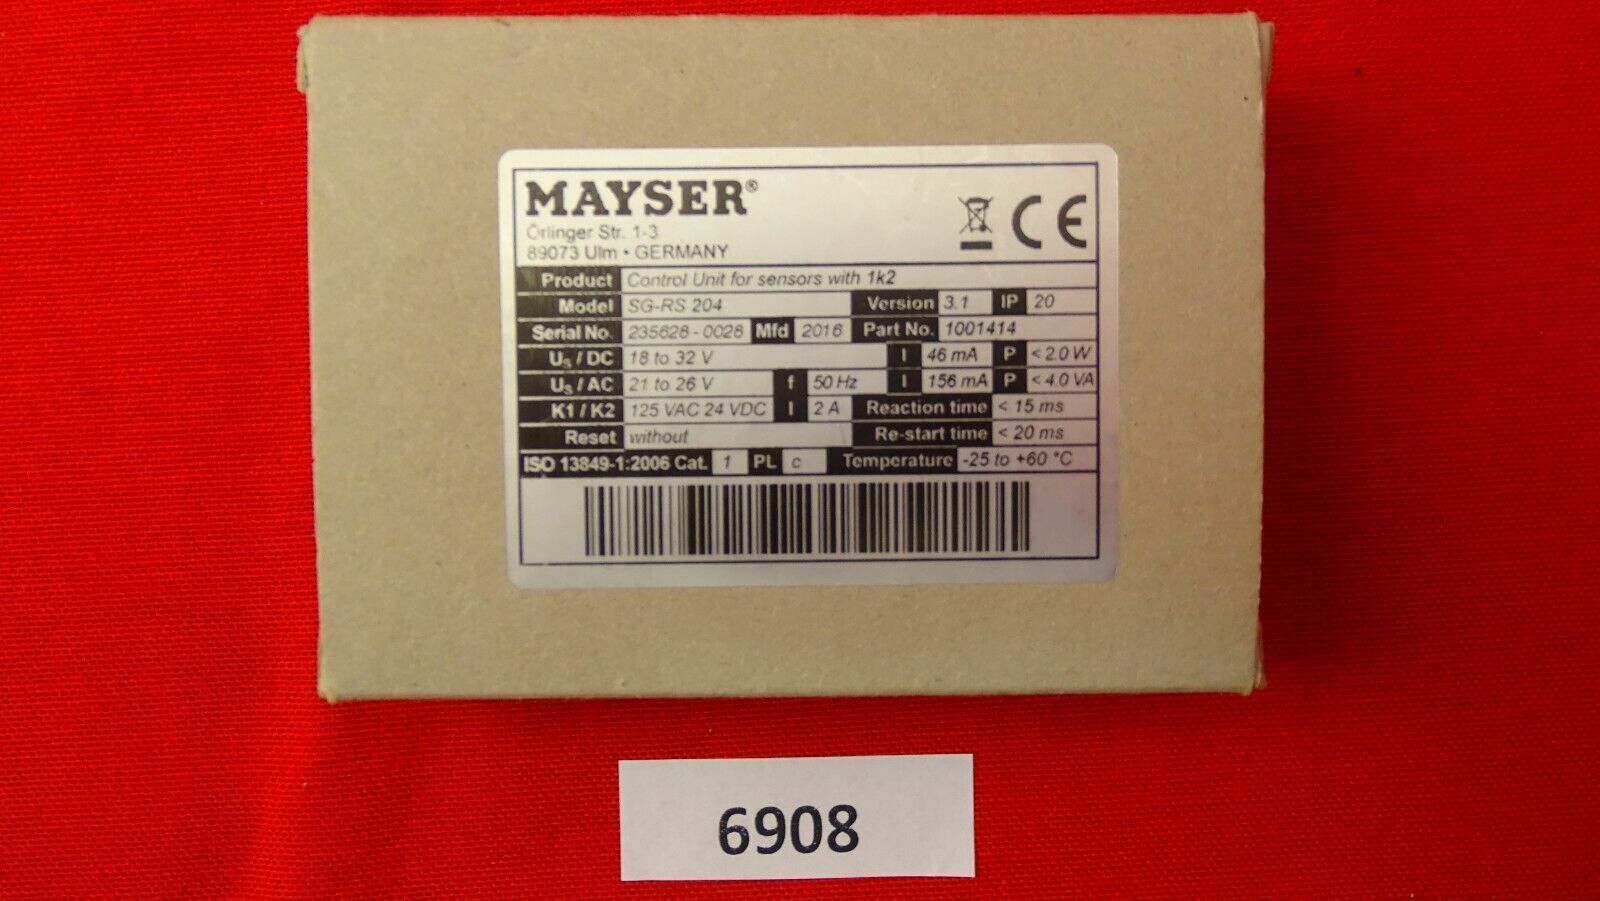 MAYSER®
Örlinger Str. 1-3
89073 Ulm • GERMANY
CE
Product Control Unit for sensors with 1k2
Model SG-RS 204 Version 3.1 IP 20
Serial No. 235628 - 0028 Mfd 2016 Part No. 1001414
US / DC 18 to 32 V I 46 mA P < 2.0 W
US / AC 21 to 26 V f 50 Hz I 156 mA P < 4.0 VA
K1 / K2 125 VAC 24 VDC I 2 A Reaction time < 15 ms
Reset without Re-start time < 20 ms
ISO 13849-1:2006 Cat. 1 PL c Temperature -25 to +60 °C
6908